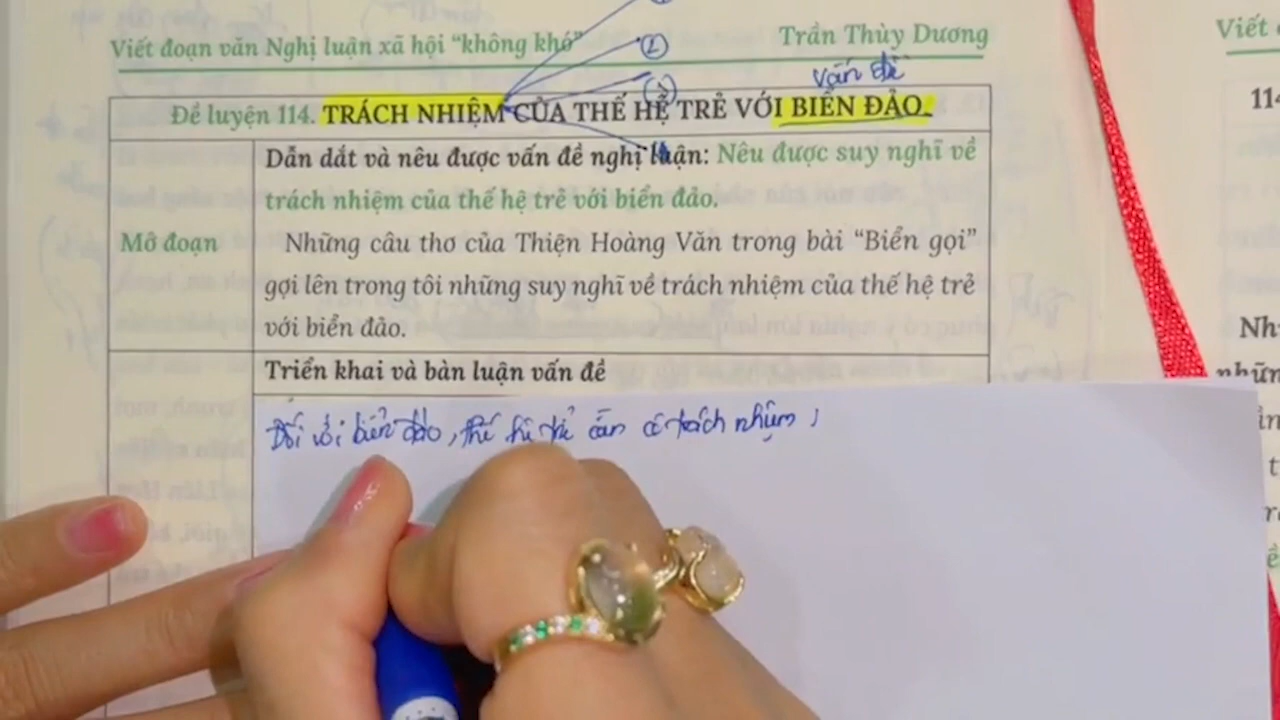 Viết đoạn văn Nghị luận xã hội “không khó”
Trần Thùy Dương
Viết
②
③
vấn đề
Đề luyện 114. TRÁCH NHIỆM CỦA THẾ HỆ TRẺ VỚI BIỂN ĐẢO.
11
Dẫn dắt và nêu được vấn đề nghị luận: Nêu được suy nghĩ về
trách nhiệm của thế hệ trẻ với biển đảo.
Mở đoạn
Những câu thơ của Thiện Hoàng Văn trong bài “Biển gọi”
gợi lên trong tôi những suy nghĩ về trách nhiệm của thế hệ trẻ
với biển đảo.
Triển khai và bàn luận vấn đề
Đối với biển đảo, thế hệ trẻ cần có trách nhiệm